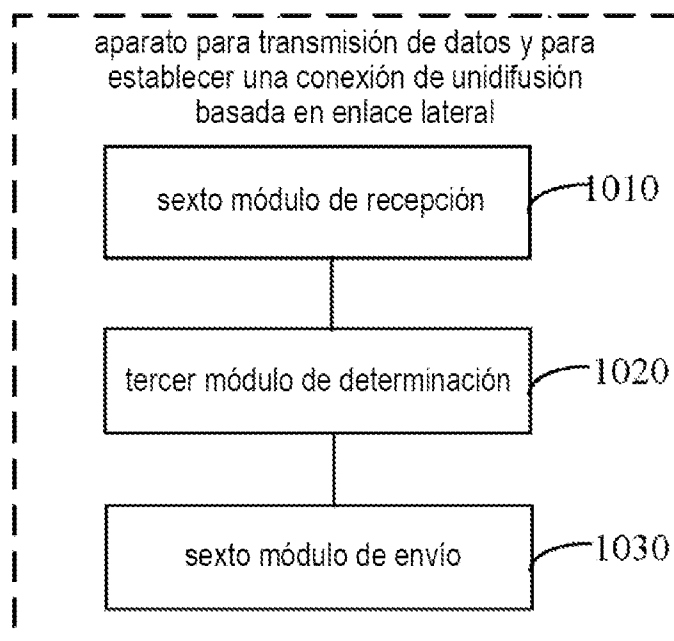 aparato para transmisión de datos y para
establecer una conexión de unidifusión
basada en enlace lateral
sexto módulo de recepción
1010
tercer módulo de determinación
1020
sexto módulo de envío
1030